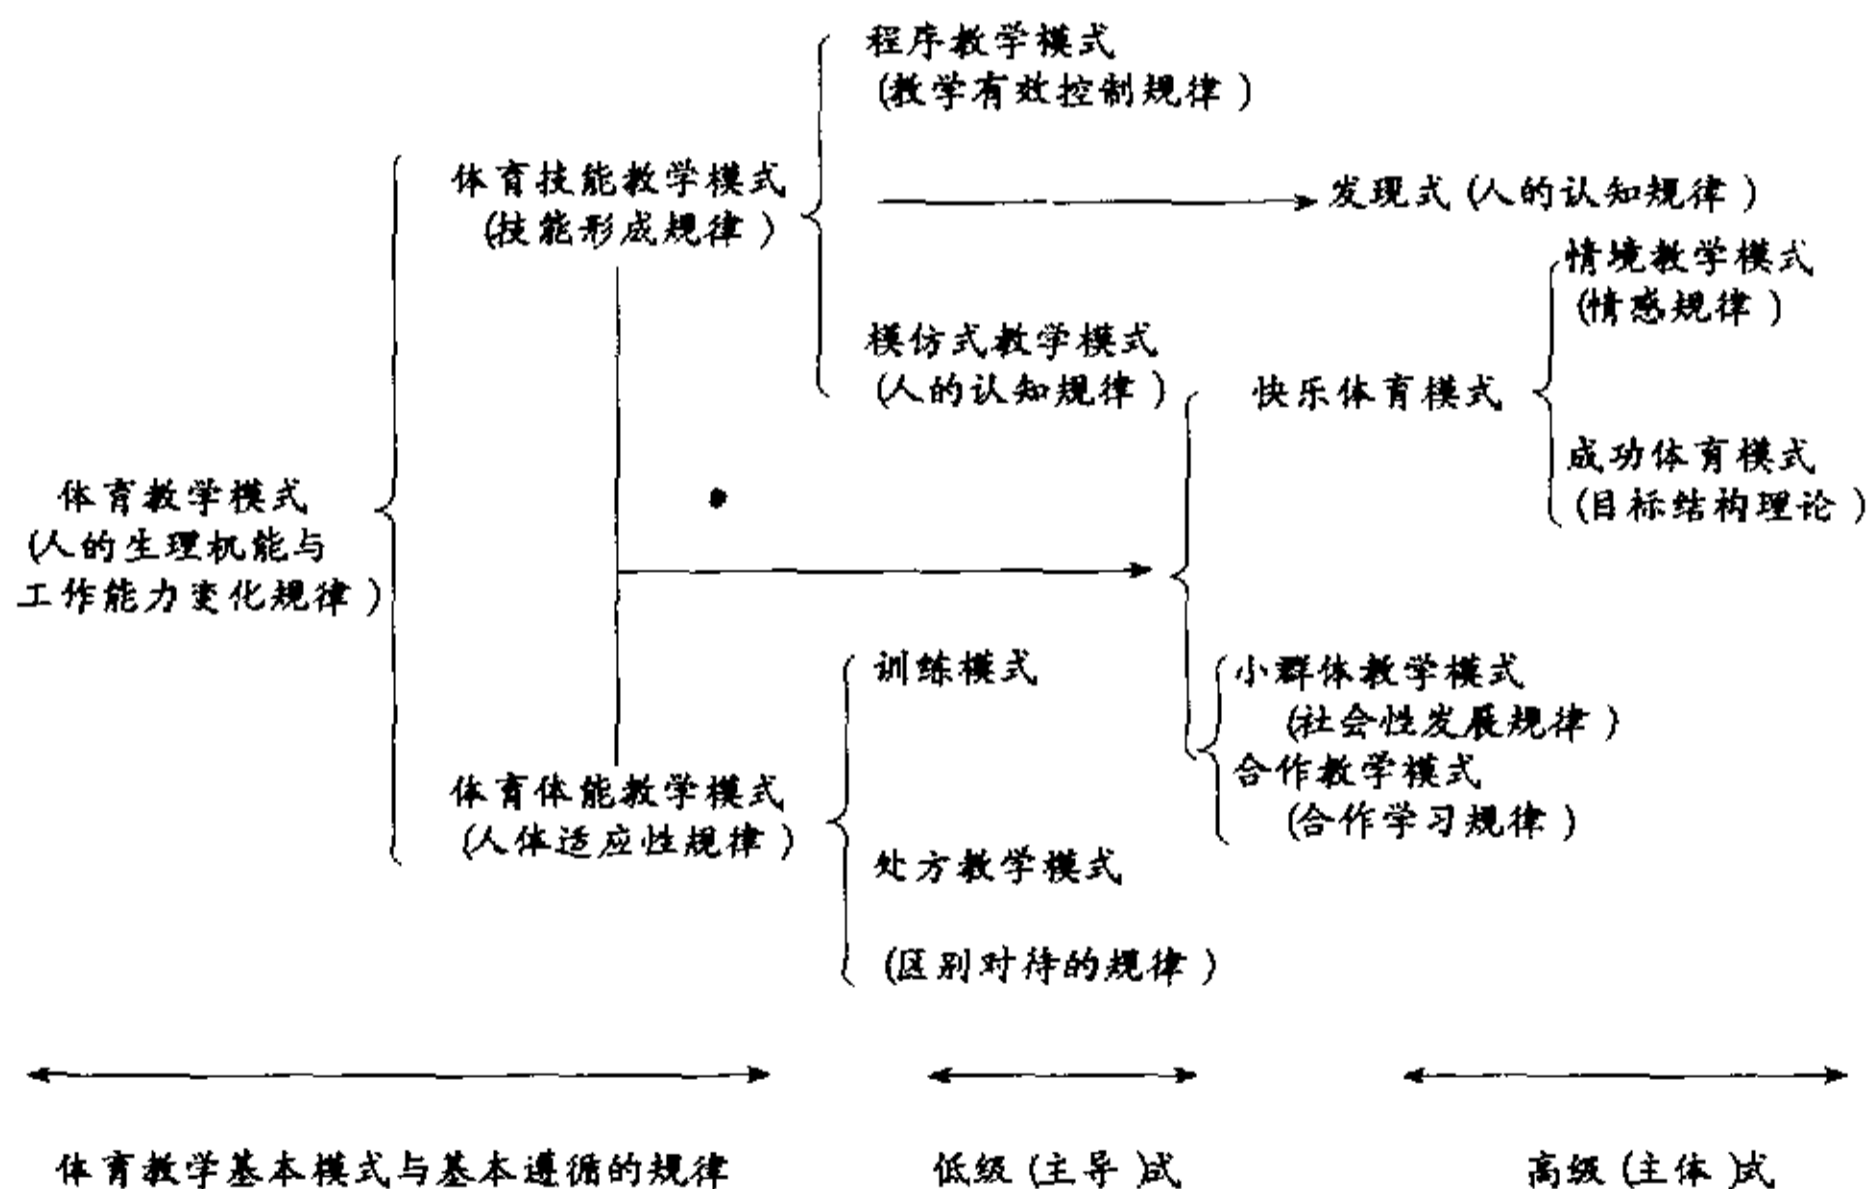 程序教学模式
(教学有效控制规律)
体育技能教学模式
(技能形成规律)
发现式(人的认知规律)
情境教学模式
(情感规律)
模仿式教学模式
(人的认知规律)
快乐体育模式
成功体育模式
(目标结构理论)
体育教学模式
(人的生理机能与
工作能力变化规律)
训练模式
小群体教学模式
(社会性发展规律)
合作教学模式
(合作学习规律)
体育体能教学模式
(人体适应性规律)
处方教学模式
(区别对待的规律)
体育教学基本模式与基本遵循的规律
低级(主导)式
高级(主体)式